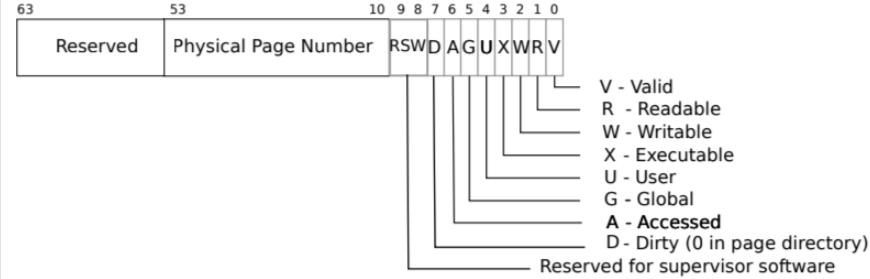 63 53 10 9 8 7 6 5 4 3 2 1 0
Reserved Physical Page Number RSW D A G U X W R V
V - Valid
R - Readable
W - Writable
X - Executable
U - User
G - Global
A - Accessed
D - Dirty (0 in page directory)
Reserved for supervisor software